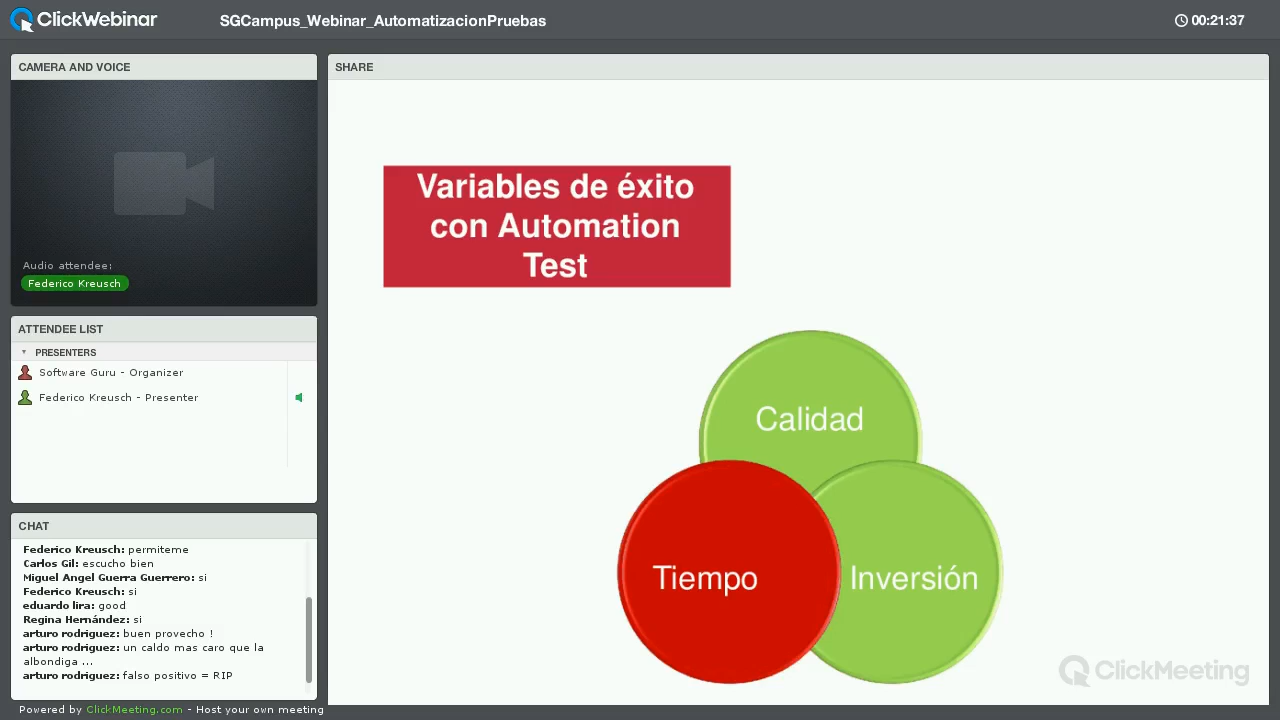 ClickWebinar
SGCampus_Webinar_AutomatizacionPruebas
00:21:37
CAMERA AND VOICE
Audio attendee:
Federico Kreusch
ATTENDEE LIST
PRESENTERS
Software Guru - Organizer
Federico Kreusch - Presenter
CHAT
Federico Kreusch: permiteme
Carlos Gil: escucho bien
Miguel Angel Guerra Guerrero: si
Federico Kreusch: si
eduardo lira: good
Regina Hernández: si
arturo rodriguez: buen provecho !
arturo rodriguez: un caldo mas caro que la
albondiga ...
arturo rodriguez: falso positivo = RIP
Powered by ClickMeeting.com - Host your own meeting
SHARE
Variables de éxito
con Automation
Test
Calidad
Tiempo
Inversión
ClickMeeting